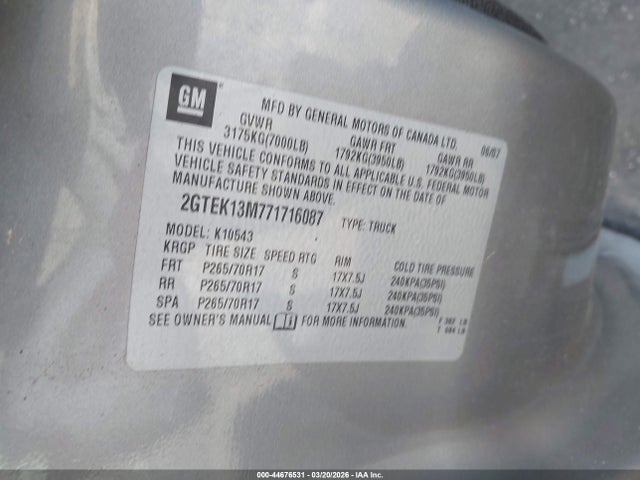 GM
MFD BY GENERAL MOTORS OF CANADA LTD.
GVWR GAWR FRT GAWR RR 06/07
3175KG(7000LB) 1792KG(3950LB) 1792KG(3950LB)
THIS VEHICLE CONFORMS TO ALL APPLICABLE U.S. FEDERAL MOTOR
VEHICLE SAFETY STANDARDS IN EFFECT ON THE DATE OF
MANUFACTURE SHOWN ABOVE.
2GTEK13M771716087 TYPE: TRUCK
MODEL: K10543
KRGP TIRE SIZE SPEED RTG RIM COLD TIRE PRESSURE
FRT P265/70R17 S 17X7.5J 240KPA(35PSI)
RR P265/70R17 S 17X7.5J 240KPA(35PSI)
SPA P265/70R17 S 17X7.5J 240KPA(35PSI)
SEE OWNER'S MANUAL FOR MORE INFORMATION.
000-44676531 - 03/20/2026 - IAA Inc.